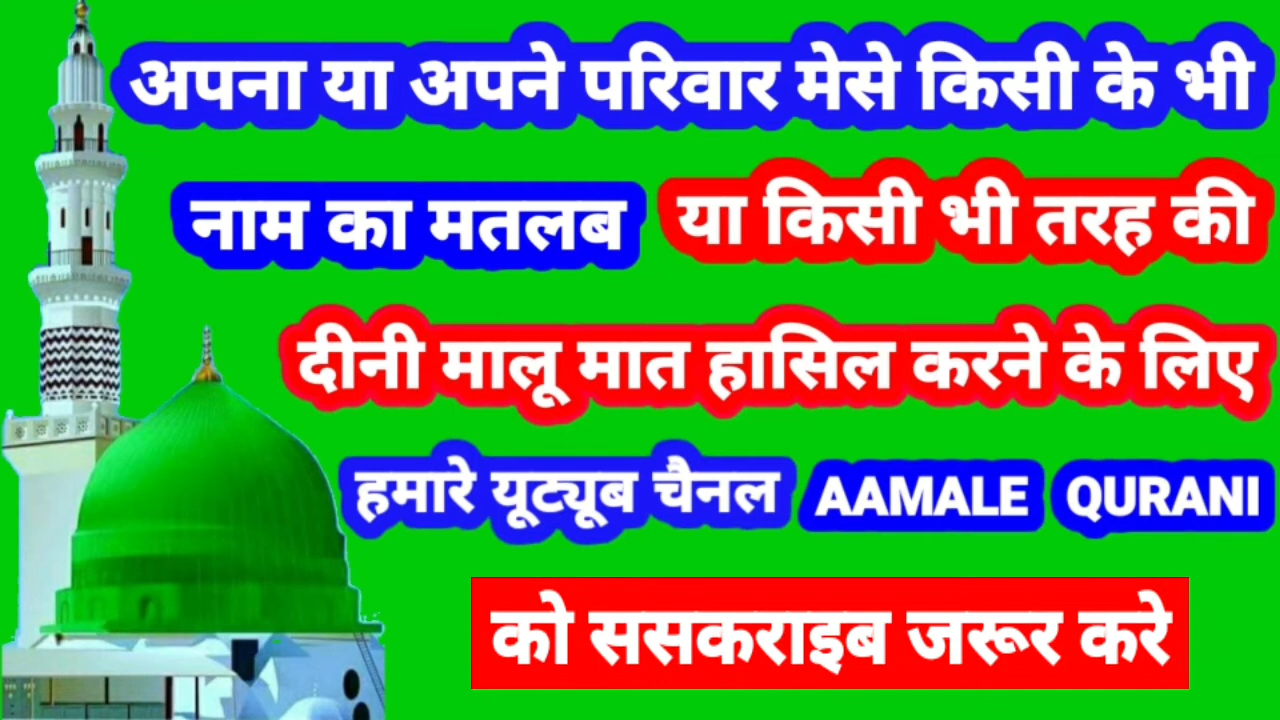 अपना या अपने परिवार मेसे किसी के भी
नाम का मतलब या किसी भी तरह की
दीनी मालू मात हासिल करने के लिए
हमारे यूट्यूब चैनल AAMALE QURANI
को ससकराइब जरूर करे